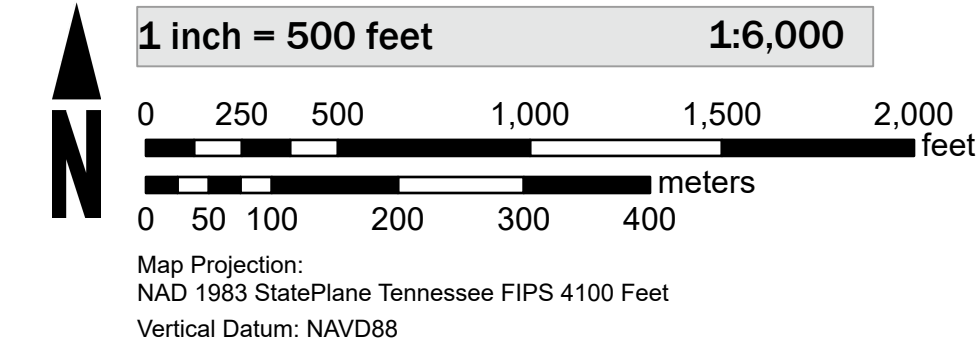 1 inch = 500 feet 1:6,000
0 250 500 1,000 1,500 2,000
feet
N
meters
0 50 100 200 300 400
Map Projection:
NAD 1983 StatePlane Tennessee FIPS 4100 Feet
Vertical Datum: NAVD88